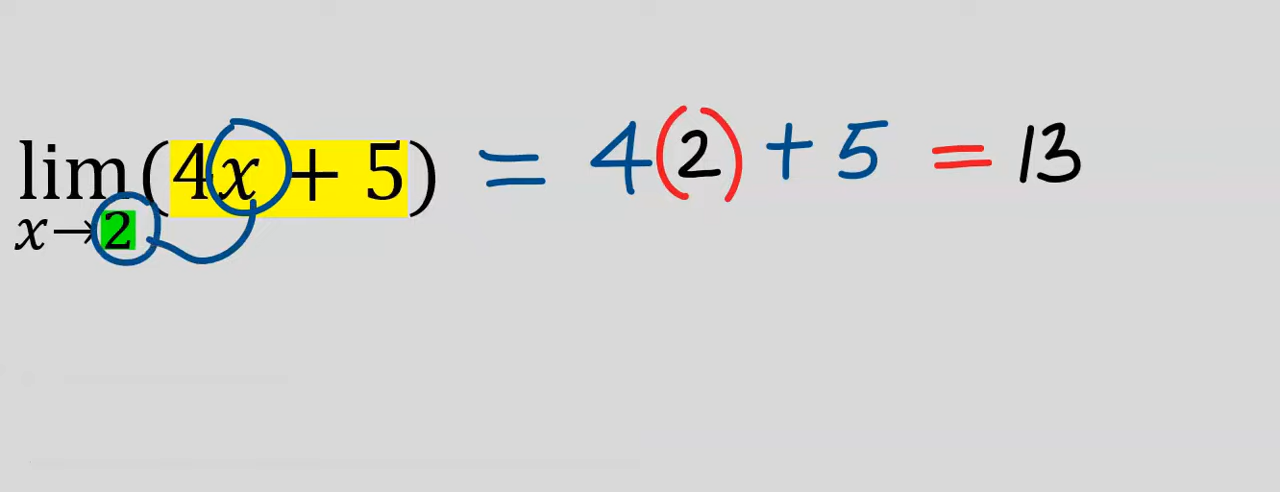 lim (4x + 5) = 4(2) + 5 = 13
x→2